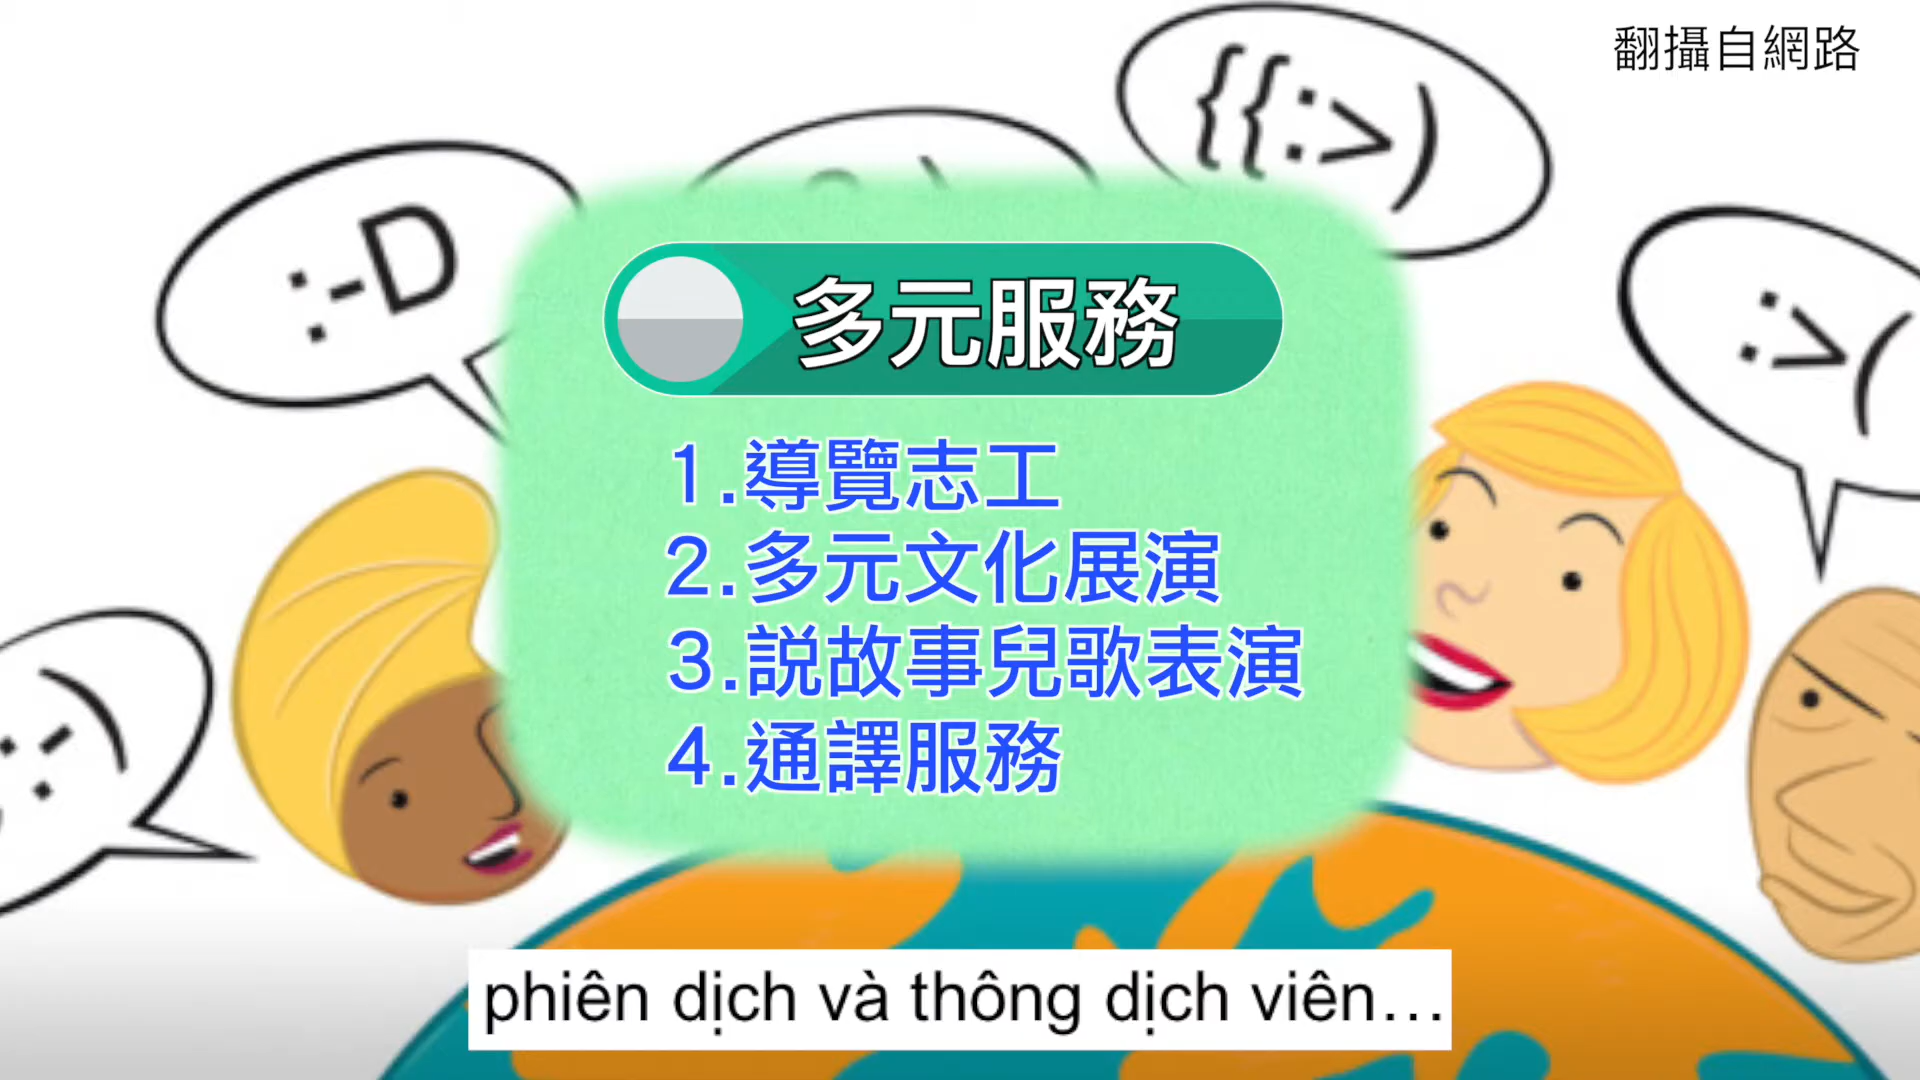 翻攝自網路
:-D
{{:>)
:>(
:-)
多元服務
1.導覽志工
2.多元文化展演
3.説故事兒歌表演
4.通譯服務
phiên dịch và thông dịch viên...